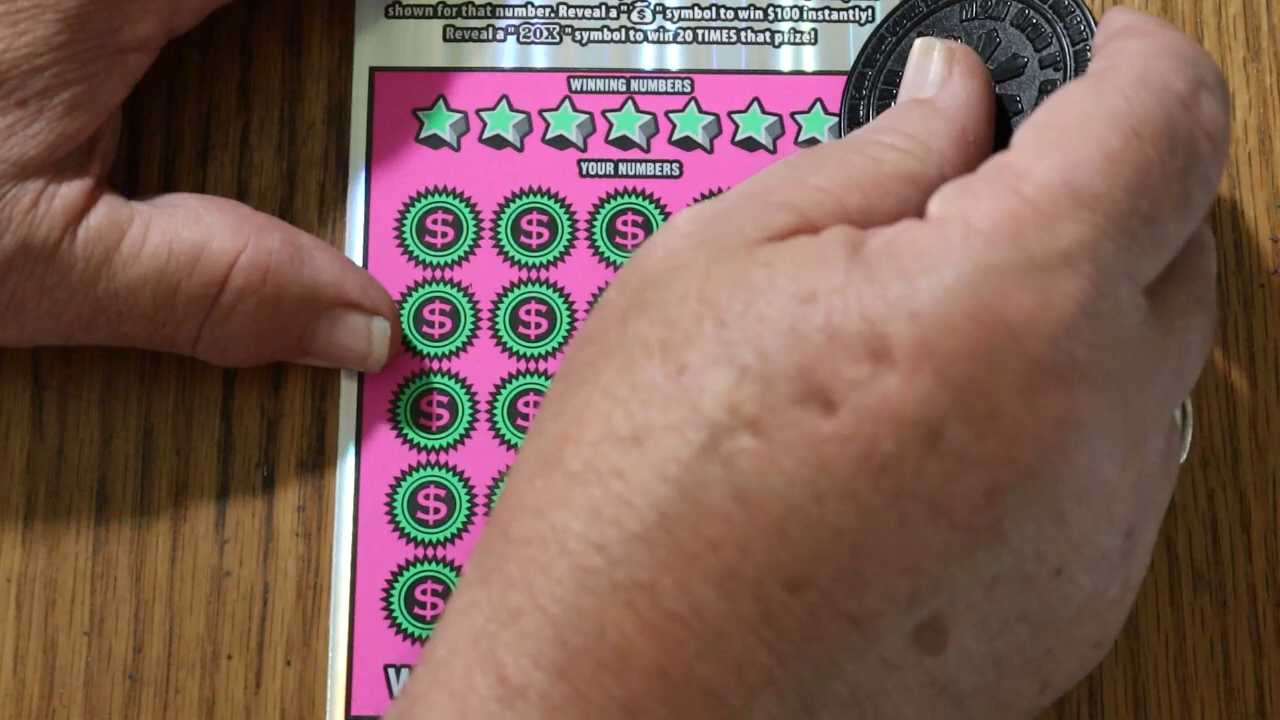 shown for that number. Reveal a " $ " symbol to win $100 instantly!
Reveal a " 20X " symbol to win 20 TIMES that prize!
WINNING NUMBERS
YOUR NUMBERS
$ $ $
$ $
$ $
$
$
W